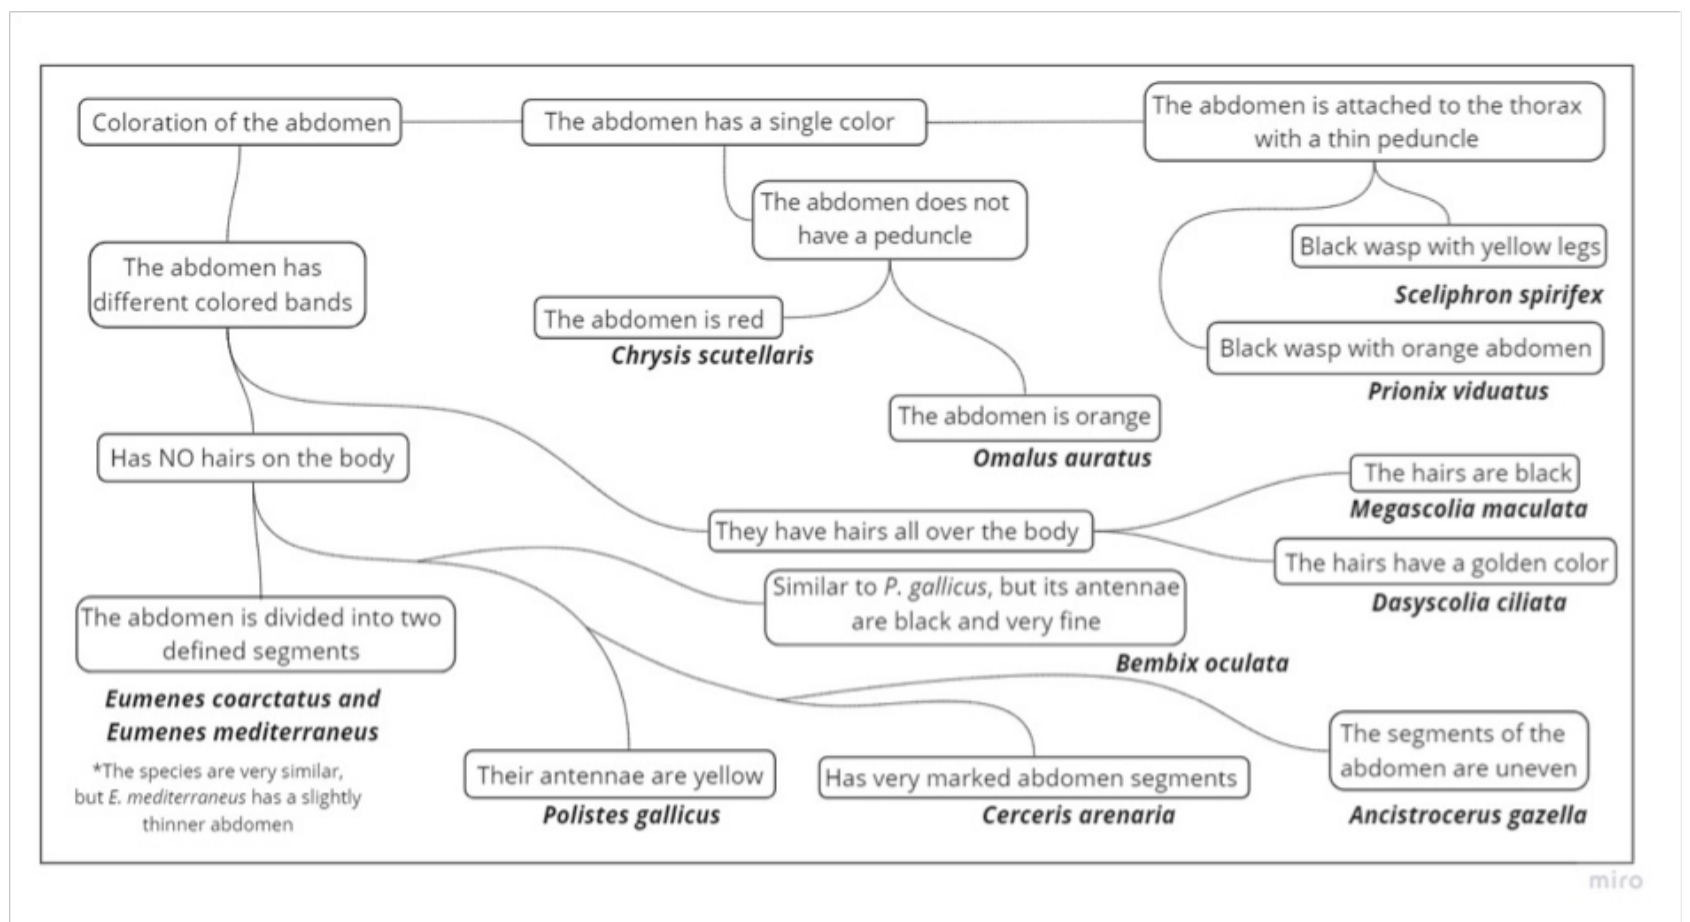 Coloration of the abdomen
The abdomen has a single color
The abdomen is attached to the thorax
with a thin peduncle
The abdomen does not
have a peduncle
Black wasp with yellow legs
Sceliphron spirifex
The abdomen has
different colored bands
The abdomen is red
Chrysis scutellaris
Black wasp with orange abdomen
Prionix viduatus
The abdomen is orange
Omalus auratus
Has NO hairs on the body
The hairs are black
Megascolia maculata
They have hairs all over the body
The hairs have a golden color
Dasyscolia ciliata
Similar to P. gallicus, but its antennae
are black and very fine
Bembix oculata
The abdomen is divided into two
defined segments
Eumenes coarctatus and
Eumenes mediterraneus
*The species are very similar,
but E. mediterraneus has a slightly
thinner abdomen
Their antennae are yellow
Polistes gallicus
Has very marked abdomen segments
Cerceris arenaria
The segments of the
abdomen are uneven
Ancistrocerus gazella
miro